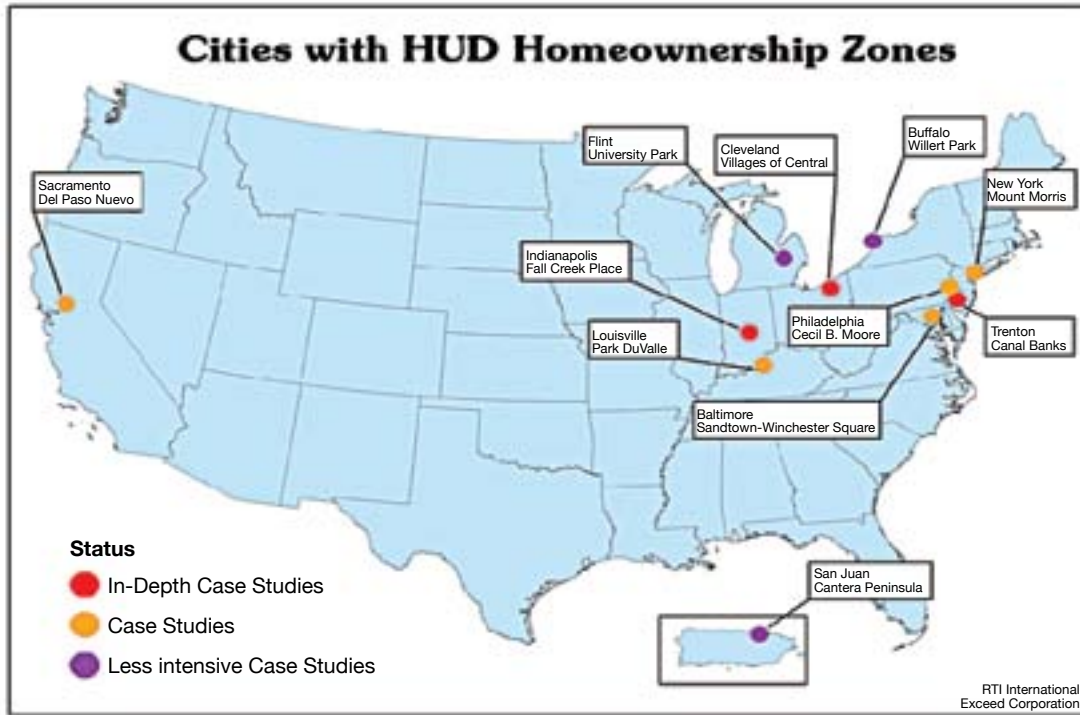 Cities with HUD Homeownership Zones
Flint
University Park
Cleveland
Villages of Central
Buffalo
Willert Park
Sacramento
Del Paso Nuevo
New York
Mount Morris
Indianapolis
Fall Creek Place
Louisville
Park DuValle
Philadelphia
Cecil B. Moore
Trenton
Canal Banks
Baltimore
Sandtown-Winchester Square
Status
In-Depth Case Studies
Case Studies
Less intensive Case Studies
San Juan
Cantera Peninsula
RTI International
Exceed Corporation